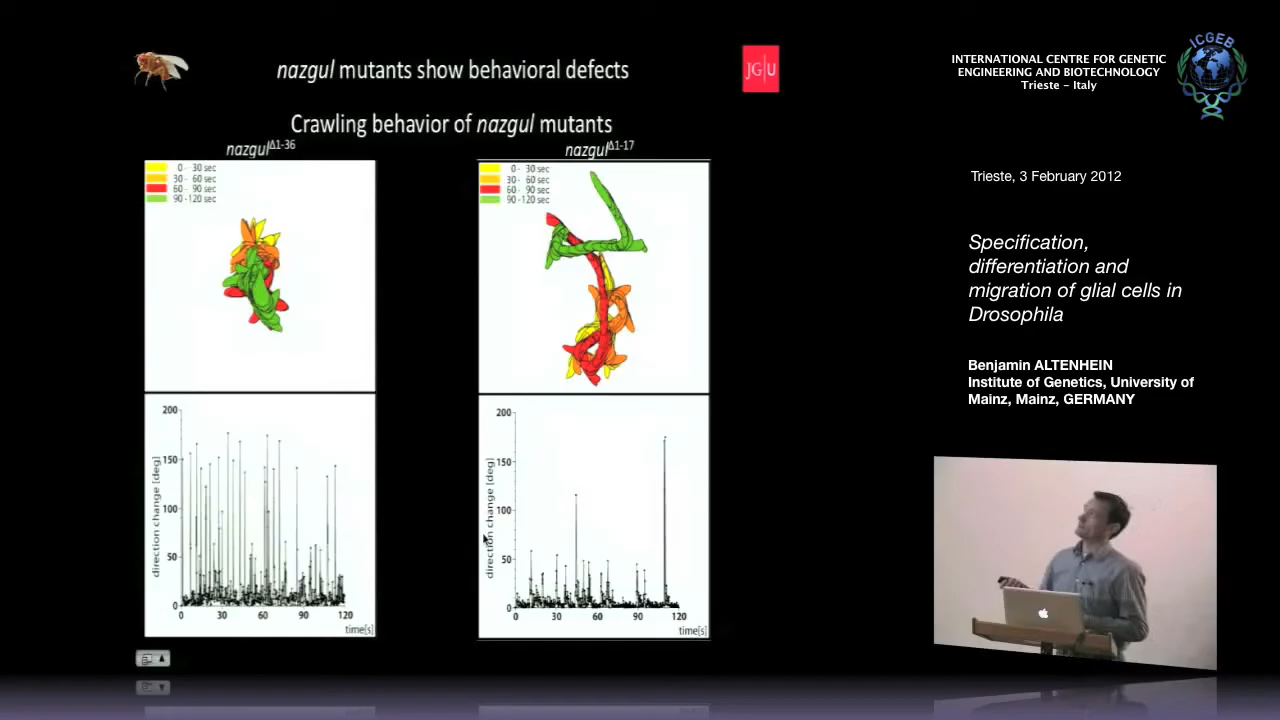 nazgul mutants show behavioral defects
JG|U
Crawling behavior of nazgul mutants
nazgulΔ1-36
0- 30 sec
30 - 60 sec
60 - 90 sec
90 -120 sec
200
150
100
50
0
direction change [deg]
0 30 60 90 120
time[s]
nazgulΔ1-17
0- 30 sec
30 - 60 sec
60 - 90 sec
90 -120 sec
200
150
100
50
0
direction change [deg]
0 30 60 90 120
time[s]
INTERNATIONAL CENTRE FOR GENETIC
ENGINEERING AND BIOTECHNOLOGY
Trieste - Italy
ICGEB
Trieste, 3 February 2012
Specification,
differentiation and
migration of glial cells in
Drosophila
Benjamin ALTENHEIN
Institute of Genetics, University of
Mainz, Mainz, GERMANY